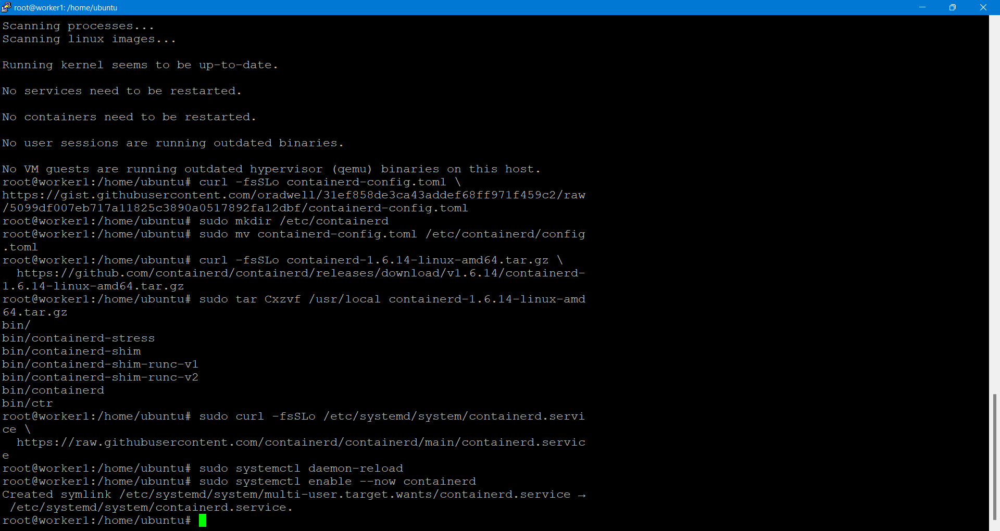 root@worker1: /home/ubuntu
Scanning processes...
Scanning linux images...
Running kernel seems to be up-to-date.
No services need to be restarted.
No containers need to be restarted.
No user sessions are running outdated binaries.
No VM guests are running outdated hypervisor (qemu) binaries on this host.
root@worker1:/home/ubuntu# curl -fsSLo containerd-config.toml \
https://gist.githubusercontent.com/oradwell/31ef858de3ca43addef68ff971f459c2/raw
/5099df007eb717a11825c3890a0517892fa12dbf/containerd-config.toml
root@worker1:/home/ubuntu# sudo mkdir /etc/containerd
root@worker1:/home/ubuntu# sudo mv containerd-config.toml /etc/containerd/config
.toml
root@worker1:/home/ubuntu# curl -fsSLo containerd-1.6.14-linux-amd64.tar.gz \
  https://github.com/containerd/containerd/releases/download/v1.6.14/containerd-
1.6.14-linux-amd64.tar.gz
root@worker1:/home/ubuntu# sudo tar Cxzvf /usr/local containerd-1.6.14-linux-amd
64.tar.gz
bin/
bin/containerd-stress
bin/containerd-shim
bin/containerd-shim-runc-v1
bin/containerd-shim-runc-v2
bin/containerd
bin/ctr
root@worker1:/home/ubuntu# sudo curl -fsSLo /etc/systemd/system/containerd.servi
ce \
  https://raw.githubusercontent.com/containerd/containerd/main/containerd.servic
e
root@worker1:/home/ubuntu# sudo systemctl daemon-reload
root@worker1:/home/ubuntu# sudo systemctl enable --now containerd
Created symlink /etc/systemd/system/multi-user.target.wants/containerd.service →
 /etc/systemd/system/containerd.service.
root@worker1:/home/ubuntu#